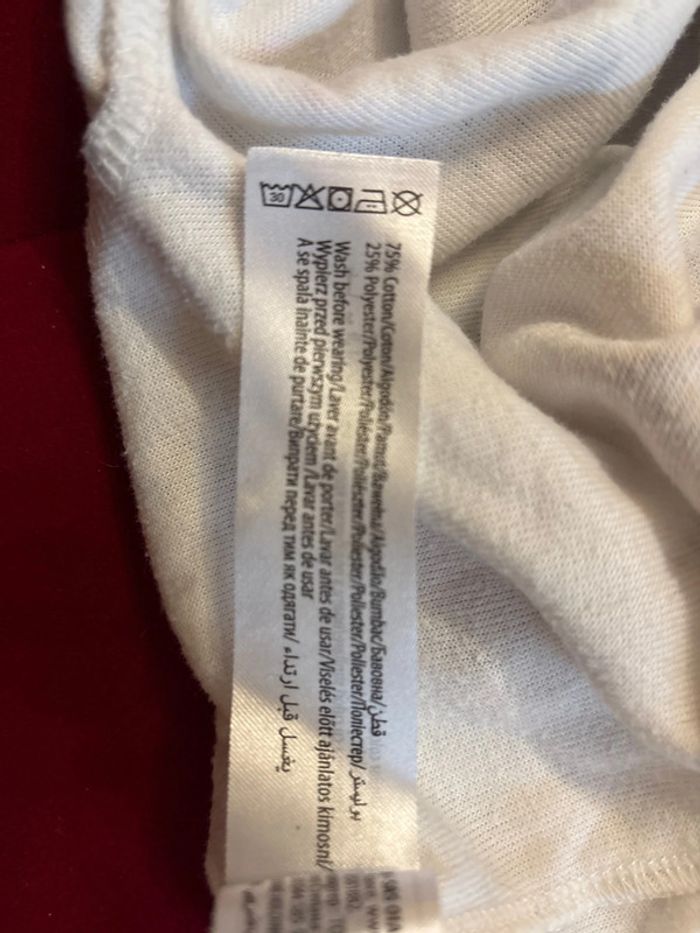 30
75% Cotton/Coton/Algodón/Pamut/Bawełna/Algodão/Bumbac/Бавовна/قطن
25% Polyester/Polyester/Poliéster/Poliészter/Poliester/Poliéster/Poliester/Поліестер/بوليستر
Wash before wearing/Laver avant de porter/Lavar antes de usar/Viselés előtt ajánlatos kimosni/
Wypierz przed pierwszym użyciem /Lavar antes de usar
A se spala înainte de purtare/Випрати перед тим як одягати/ يغسل قبل ارتداء